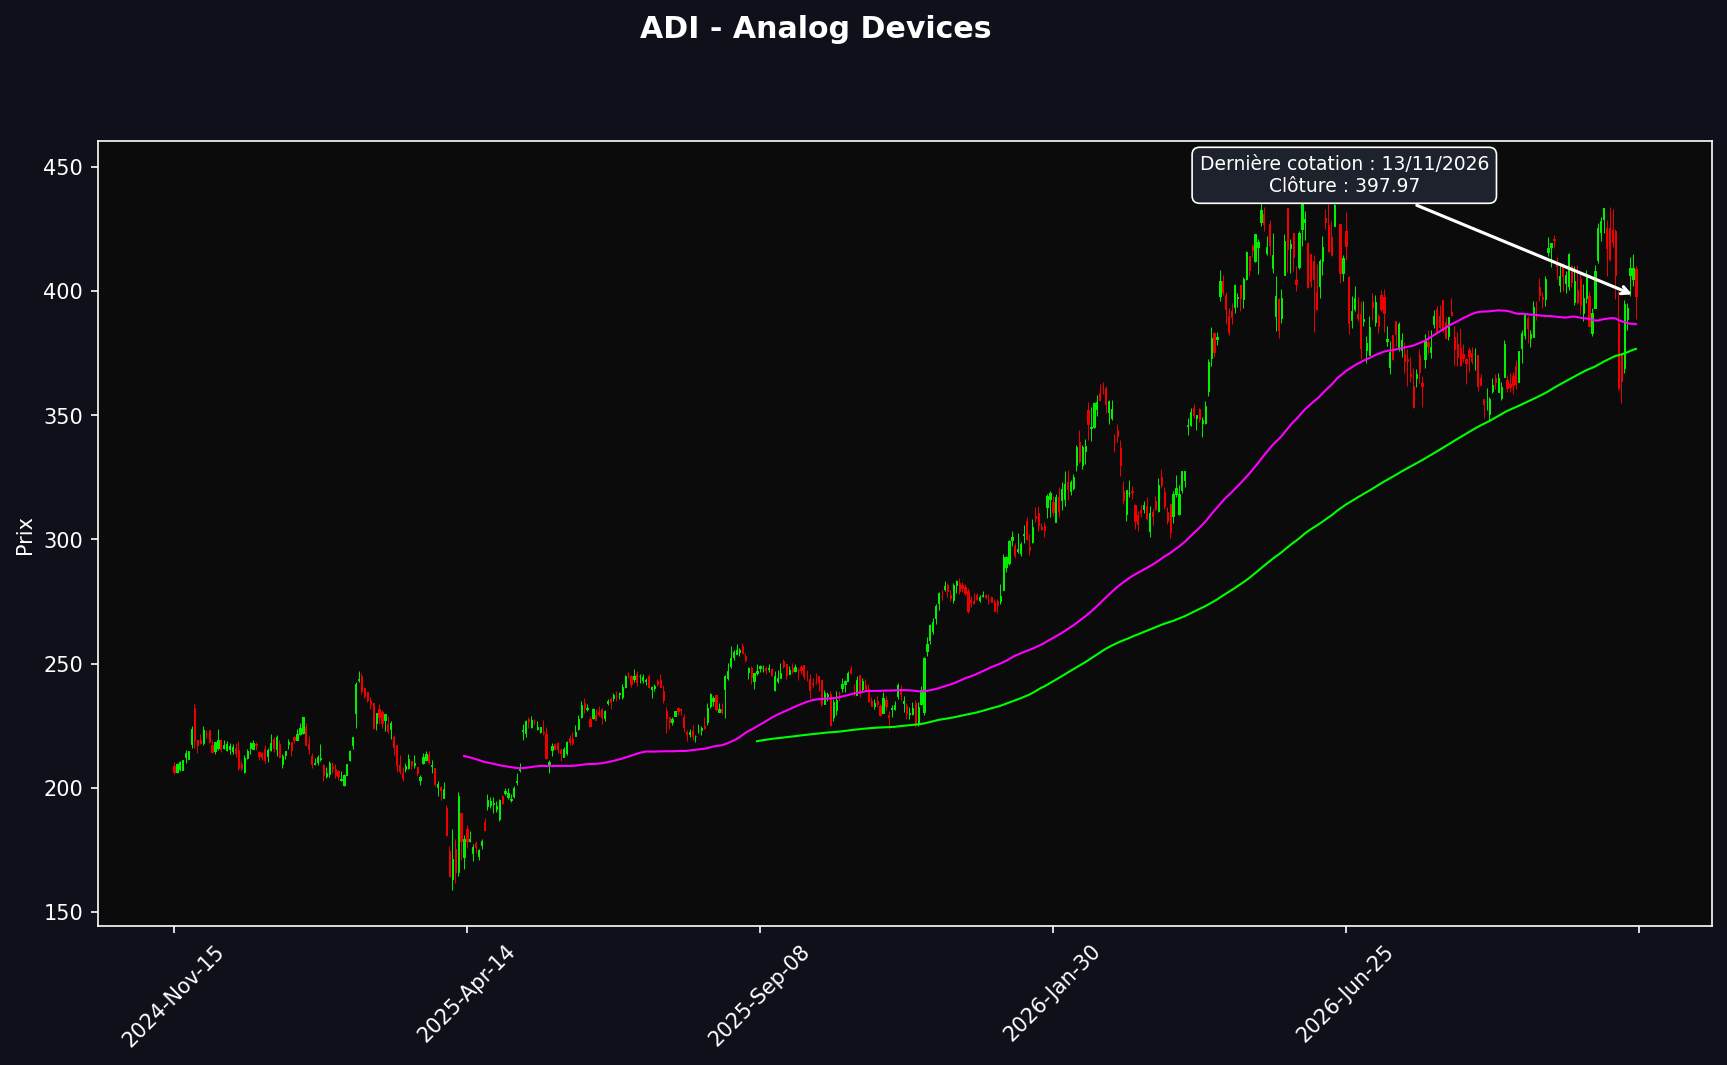 ADI - Analog Devices
Dernière cotation : 13/11/2026
Clôture : 397.97
Prix
450
400
350
300
250
200
150
2024-Nov-15
2025-Apr-14
2025-Sep-08
2026-Jan-30
2026-Jun-25